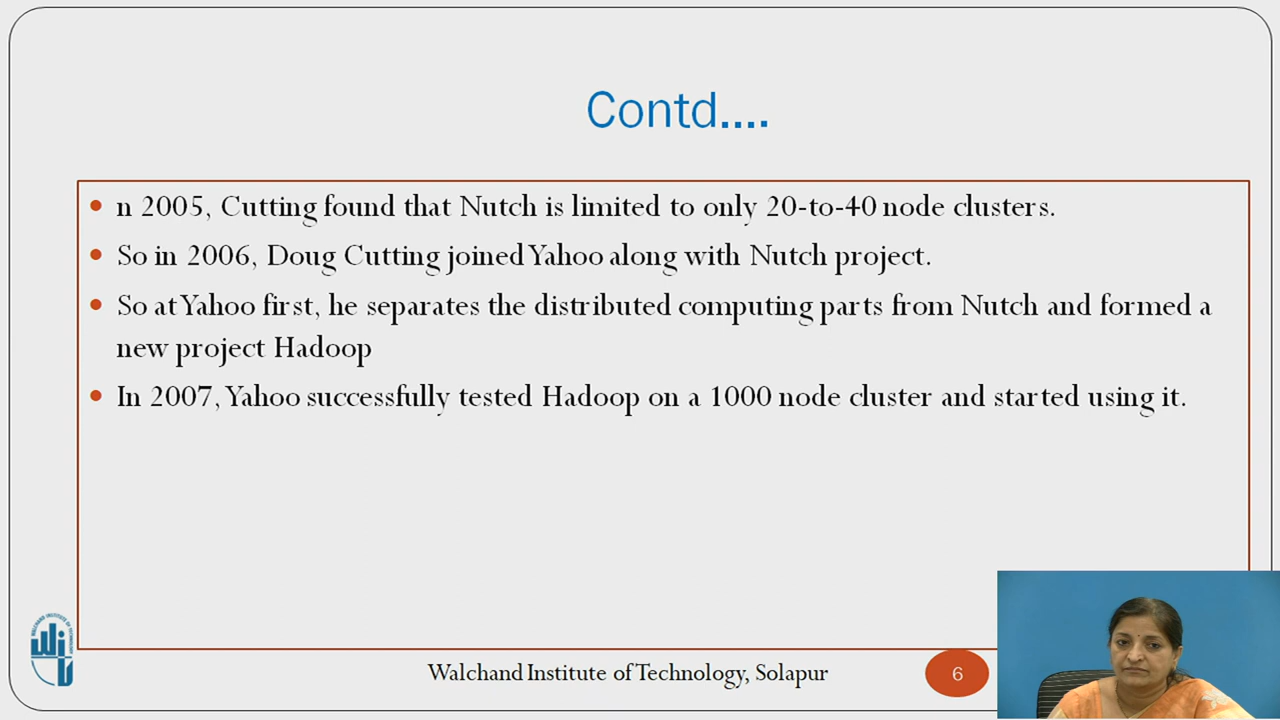 Contd....
n 2005, Cutting found that Nutch is limited to only 20-to-40 node clusters.
So in 2006, Doug Cutting joined Yahoo along with Nutch project.
So at Yahoo first, he separates the distributed computing parts from Nutch and formed a
new project Hadoop
In 2007, Yahoo successfully tested Hadoop on a 1000 node cluster and started using it.
Walchand Institute of Technology, Solapur
6